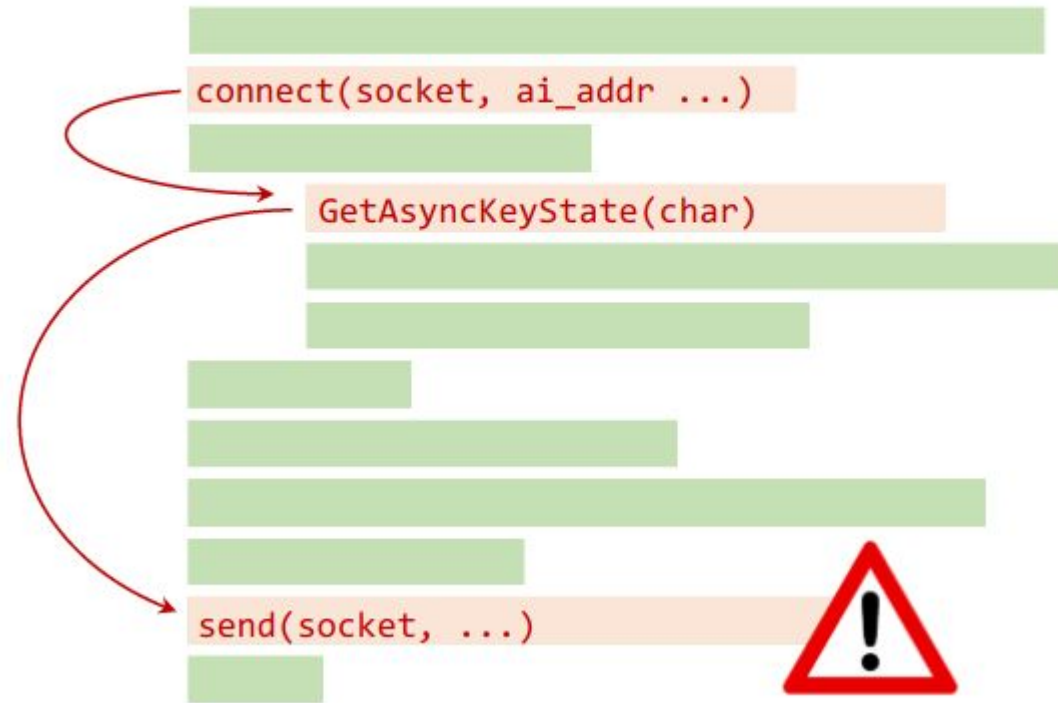 connect(socket, ai_addr ...)
GetAsyncKeyState(char)
send(socket, ...)